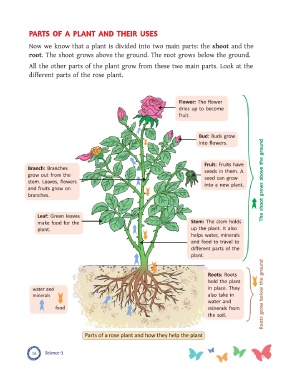 PARTS OF A PLANT AND THEIR USES
Now we know that a plant is divided into two main parts: the shoot and the
root. The shoot grows above the ground. The root grows below the ground.
All the other parts of the plant grow from these two main parts. Look at the
different parts of the rose plant.
Flower: The flower
dries up to become
fruit.
Bud: Buds grow
into flowers.
Branch: Branches
grow out from the
stem. Leaves, flowers
and fruits grow on
branches.
Fruit: Fruits have
seeds in them. A
seed can grow
into a new plant.
Leaf: Green leaves
make food for the
plant.
Stem: The stem holds
up the plant. It also
helps water, minerals
and food to travel to
different parts of the
plant.
The shoot grows above the ground
Roots: Roots
hold the plant
in place. They
also take in
water and
minerals from
the soil.
Roots grow below the ground
water and
minerals
food
Parts of a rose plant and how they help the plant
16
Science 3